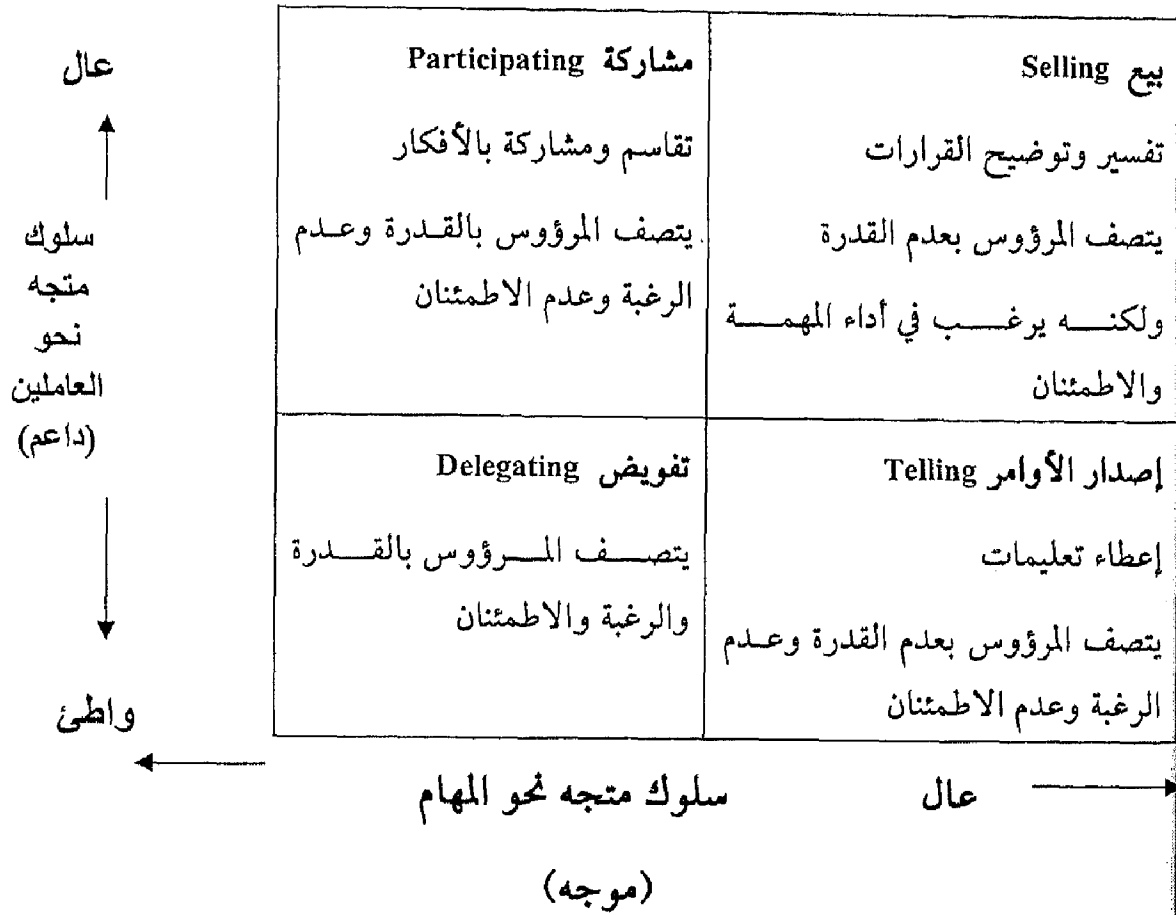 عال
سلوك
متجه
نحو
العاملين
(داعم)
واطئ
بيع Selling
تفسير وتوضيح القرارات
يتصف المرؤوس بعدم القدرة
ولكنه يرغب في أداء المهمة
والاطمئنان
مشاركة Participating
تقاسم ومشاركة بالأفكار
يتصف المرؤوس بالقدرة وعدم
الرغبة وعدم الاطمئنان
إصدار الأوامر Telling
إعطاء تعليمات
يتصف المرؤوس بعدم القدرة وعدم
الرغبة وعدم الاطمئنان
تفويض Delegating
يتصف المرؤوس بالقدرة
والرغبة والاطمئنان
عال سلوك متجه نحو المهام
(موجه)